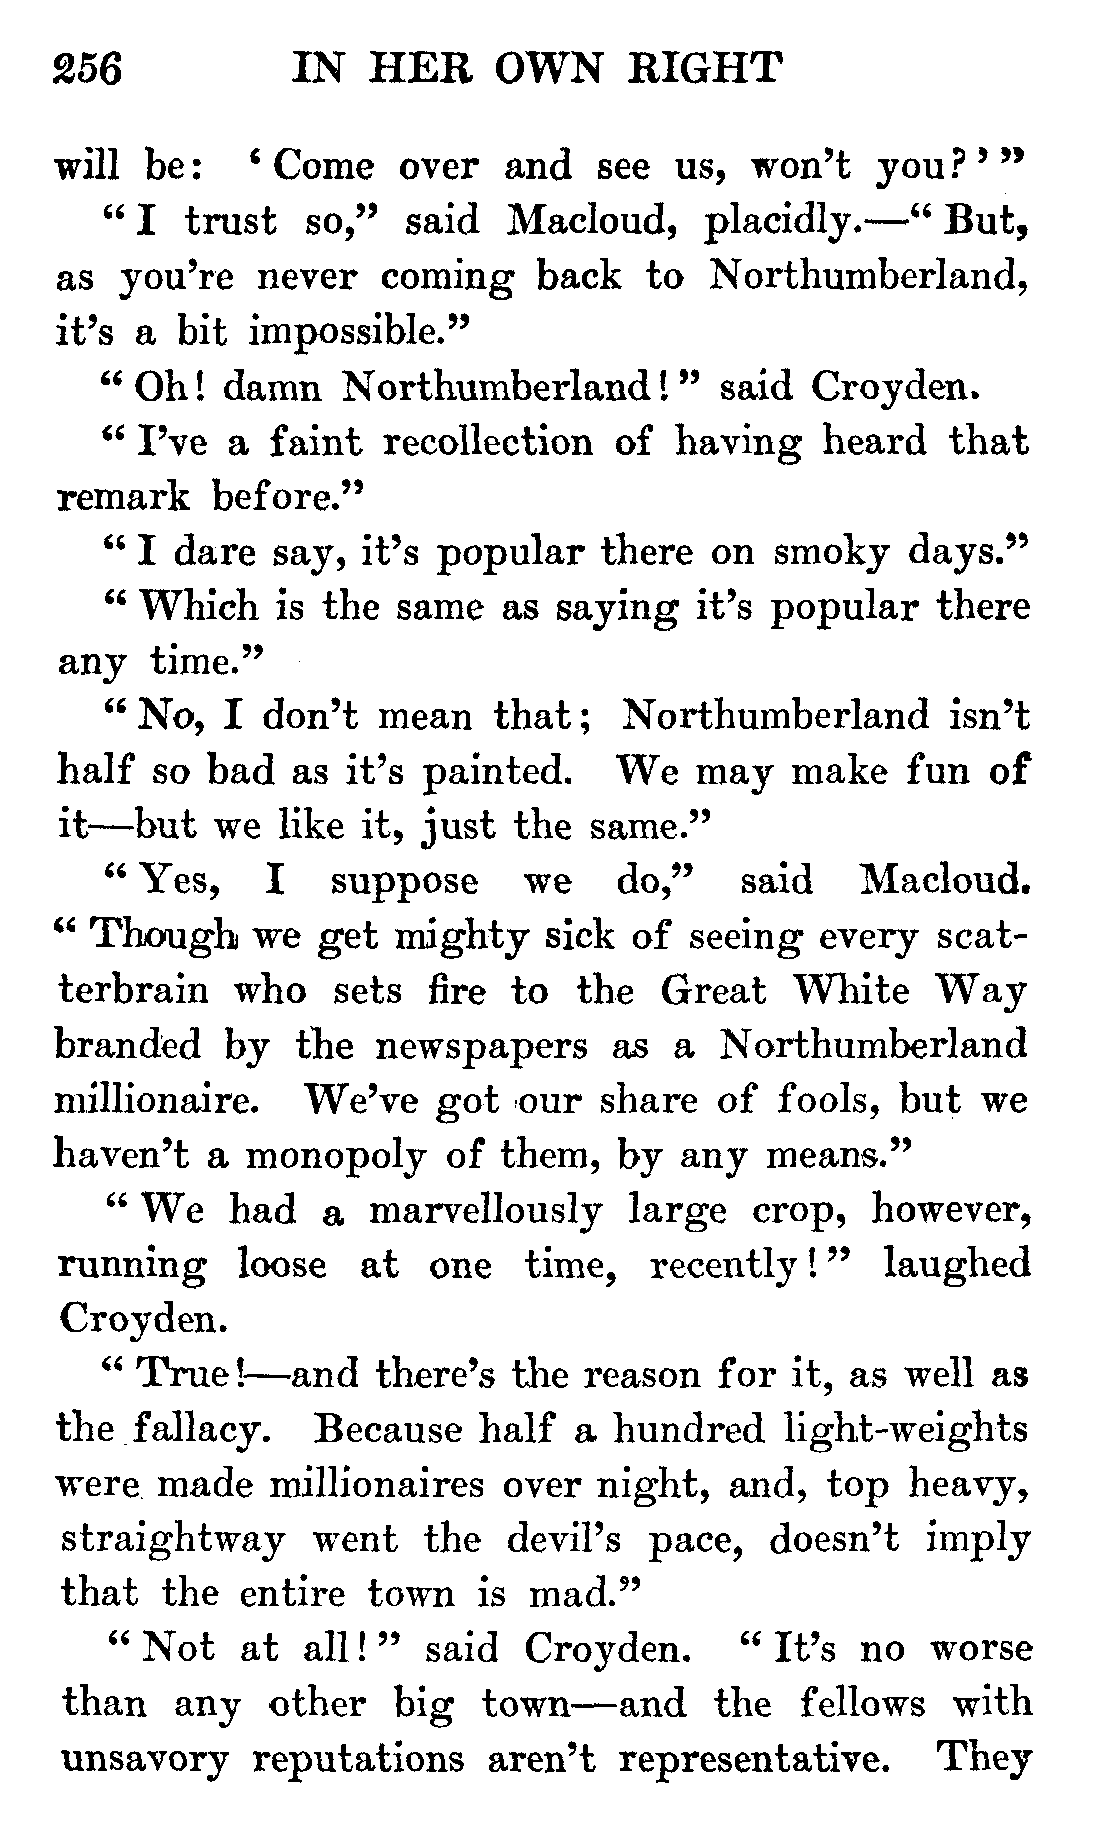 256 IN HER OWN RIGHT
will be: ‘Come over and see us, won’t you?’”
“I trust so,” said Macloud, placidly.—“But,
as you’re never coming back to Northumberland,
it’s a bit impossible.”
“Oh! damn Northumberland!” said Croyden.
“I’ve a faint recollection of having heard that
remark before.”
“I dare say, it’s popular there on smoky days.”
“Which is the same as saying it’s popular there
any time.”
“No, I don’t mean that; Northumberland isn’t
half so bad as it’s painted. We may make fun of
it—but we like it, just the same.”
“Yes, I suppose we do,” said Macloud.
“Though we get mighty sick of seeing every scat-
terbrain who sets fire to the Great White Way
branded by the newspapers as a Northumberland
millionaire. We’ve got our share of fools, but we
haven’t a monopoly of them, by any means.”
“We had a marvellously large crop, however,
running loose at one time, recently!” laughed
Croyden.
“True!—and there’s the reason for it, as well as
the fallacy. Because half a hundred light-weights
were made millionaires over night, and, top heavy,
straightway went the devil’s pace, doesn’t imply
that the entire town is mad.”
“Not at all!” said Croyden. “It’s no worse
than any other big town—and the fellows with
unsavory reputations aren’t representative. They